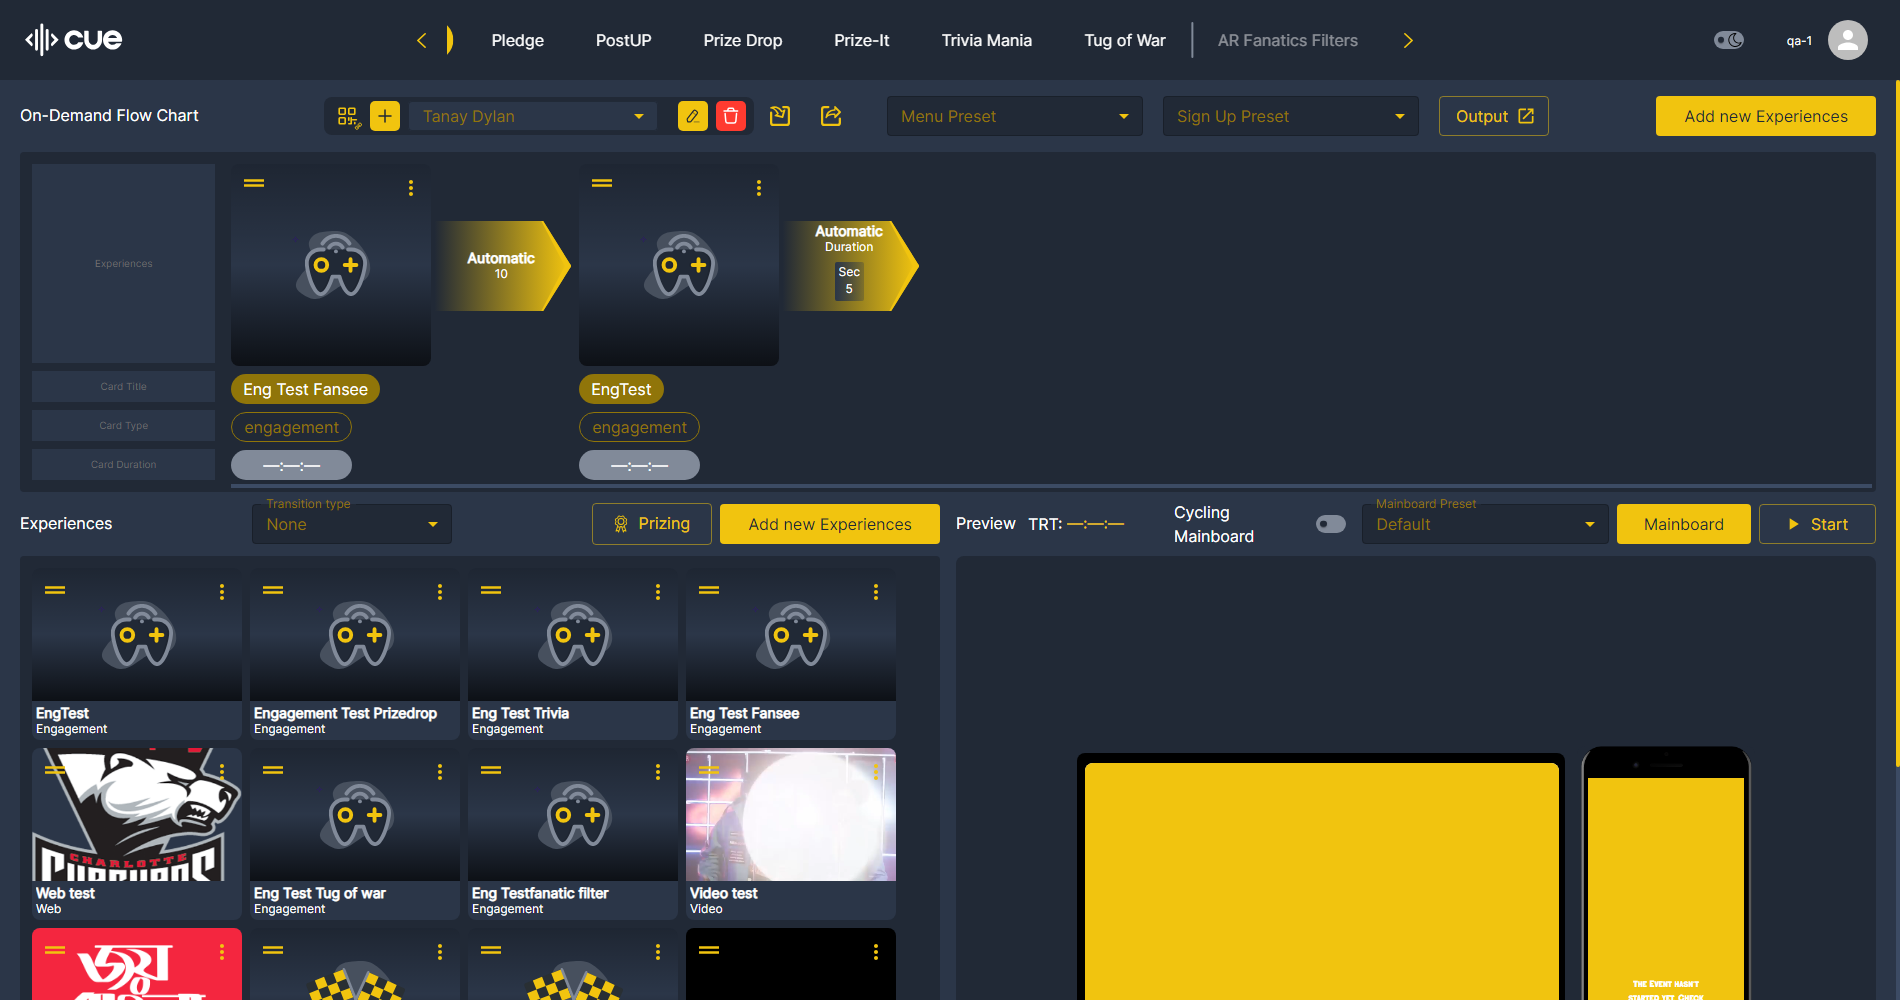 cue
Pledge
PostUP
Prize Drop
Prize-It
Trivia Mania
Tug of War
AR Fanatics Filters
qa-1
On-Demand Flow Chart
Tanay Dylan
Menu Preset
Sign Up Preset
Output
Add new Experiences
Experiences
Automatic
10
Automatic
Duration
Sec
5
Card Title
Eng Test Fansee
EngTest
Card Type
engagement
engagement
Card Duration
—:—:—
—:—:—
Experiences
Transition type
None
Prizing
Add new Experiences
Preview
TRT: —:—:—
Cycling
Mainboard
Mainboard Preset
Default
Mainboard
Start
EngTest
Engagement
Engagement Test Prizedrop
Engagement
Eng Test Trivia
Engagement
Eng Test Fansee
Engagement
CHARLOTTE
Web test
Web
Eng Test Tug of war
Engagement
Eng Testfanatic filter
Engagement
Video test
Video
জয়
The Event hasn't
started yet. Check